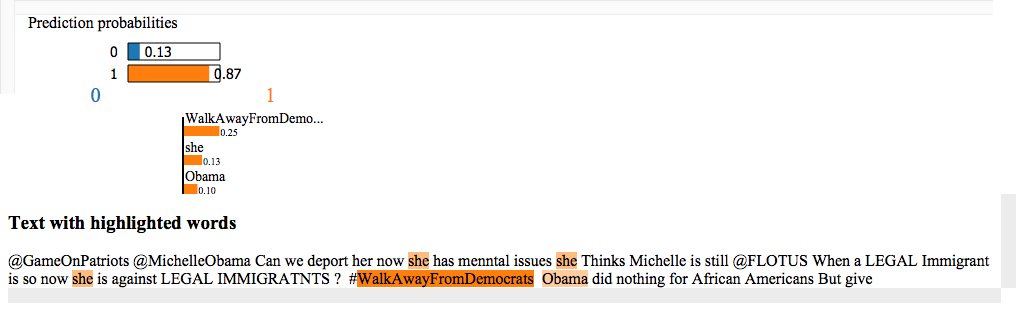 Prediction probabilities
0 0.13
1 0.87
0 1
WalkAwayFromDemo...
0.25
she
0.13
Obama
0.10
Text with highlighted words
@GameOnPatriots @MichelleObama Can we deport her now she has menntal issues she Thinks Michelle is still @FLOTUS When a LEGAL Immigrant
is so now she is against LEGAL IMMIGRATNTS ? #WalkAwayFromDemocrats Obama did nothing for African Americans But give